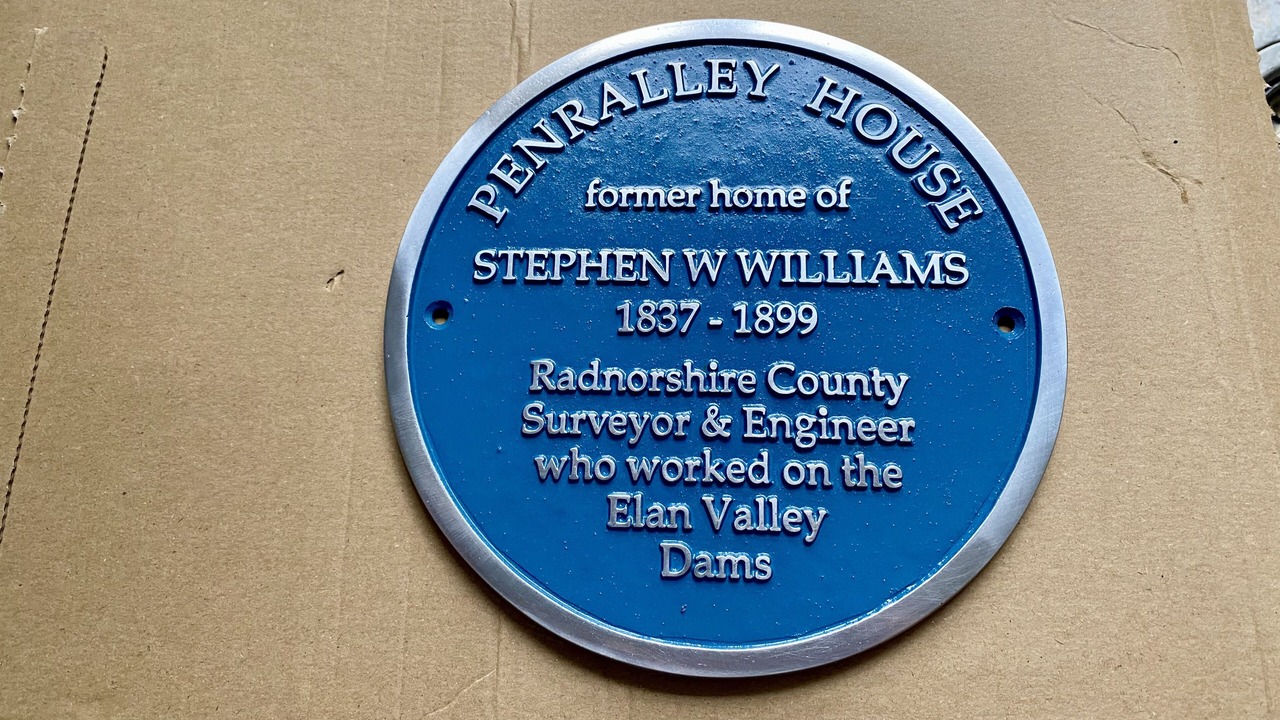 PENRALLEY HOUSE
former home of
STEPHEN W WILLIAMS
1837 - 1899
Radnorshire County
Surveyor & Engineer
who worked on the
Elan Valley
Dams